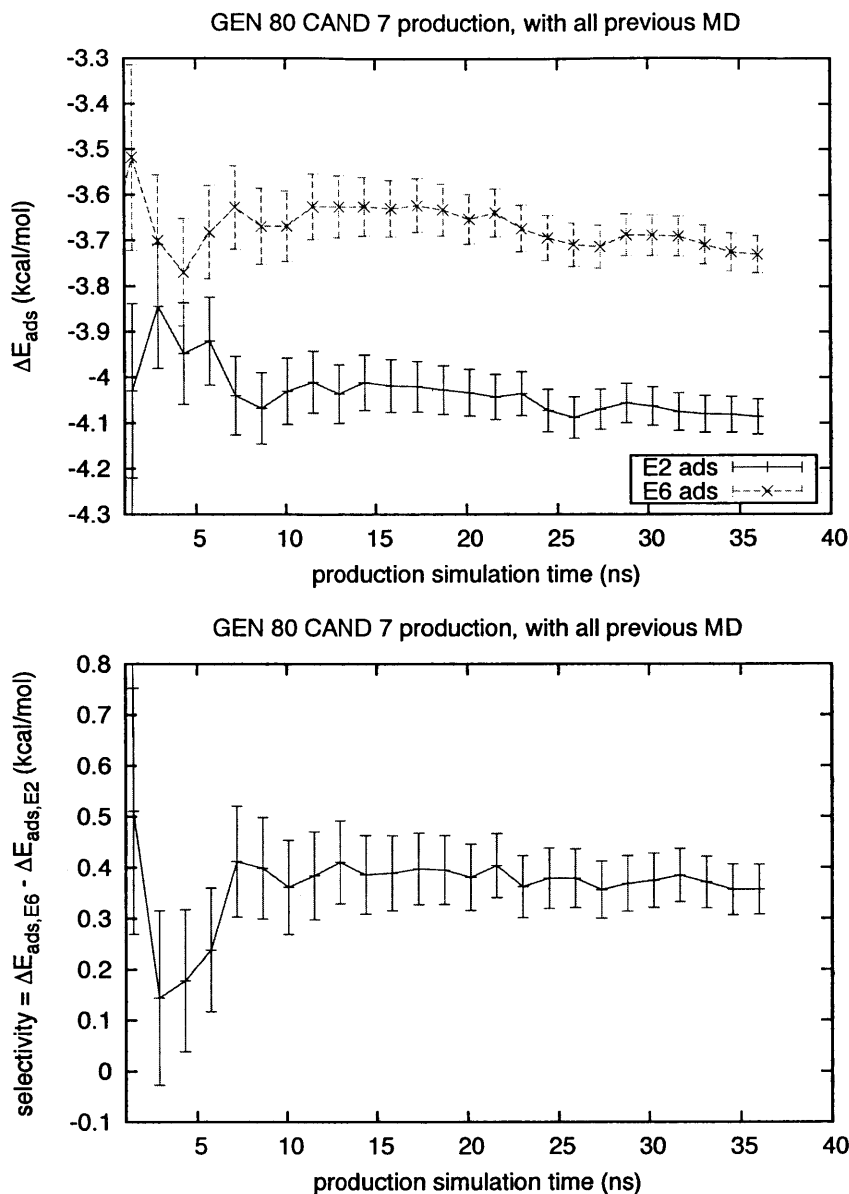 GEN 80 CAND 7 production, with all previous MD
-3.3
-3.4
-3.5
-3.6
-3.7
-3.8
-3.9
-4
-4.1
-4.2
-4.3
ΔE_ads (kcal/mol)
E2 ads
E6 ads
5 10 15 20 25 30 35 40
production simulation time (ns)
GEN 80 CAND 7 production, with all previous MD
0.8
0.7
0.6
0.5
0.4
0.3
0.2
0.1
0
-0.1
selectivity = ΔE_ads,E6 - ΔE_ads,E2 (kcal/mol)
5 10 15 20 25 30 35 40
production simulation time (ns)